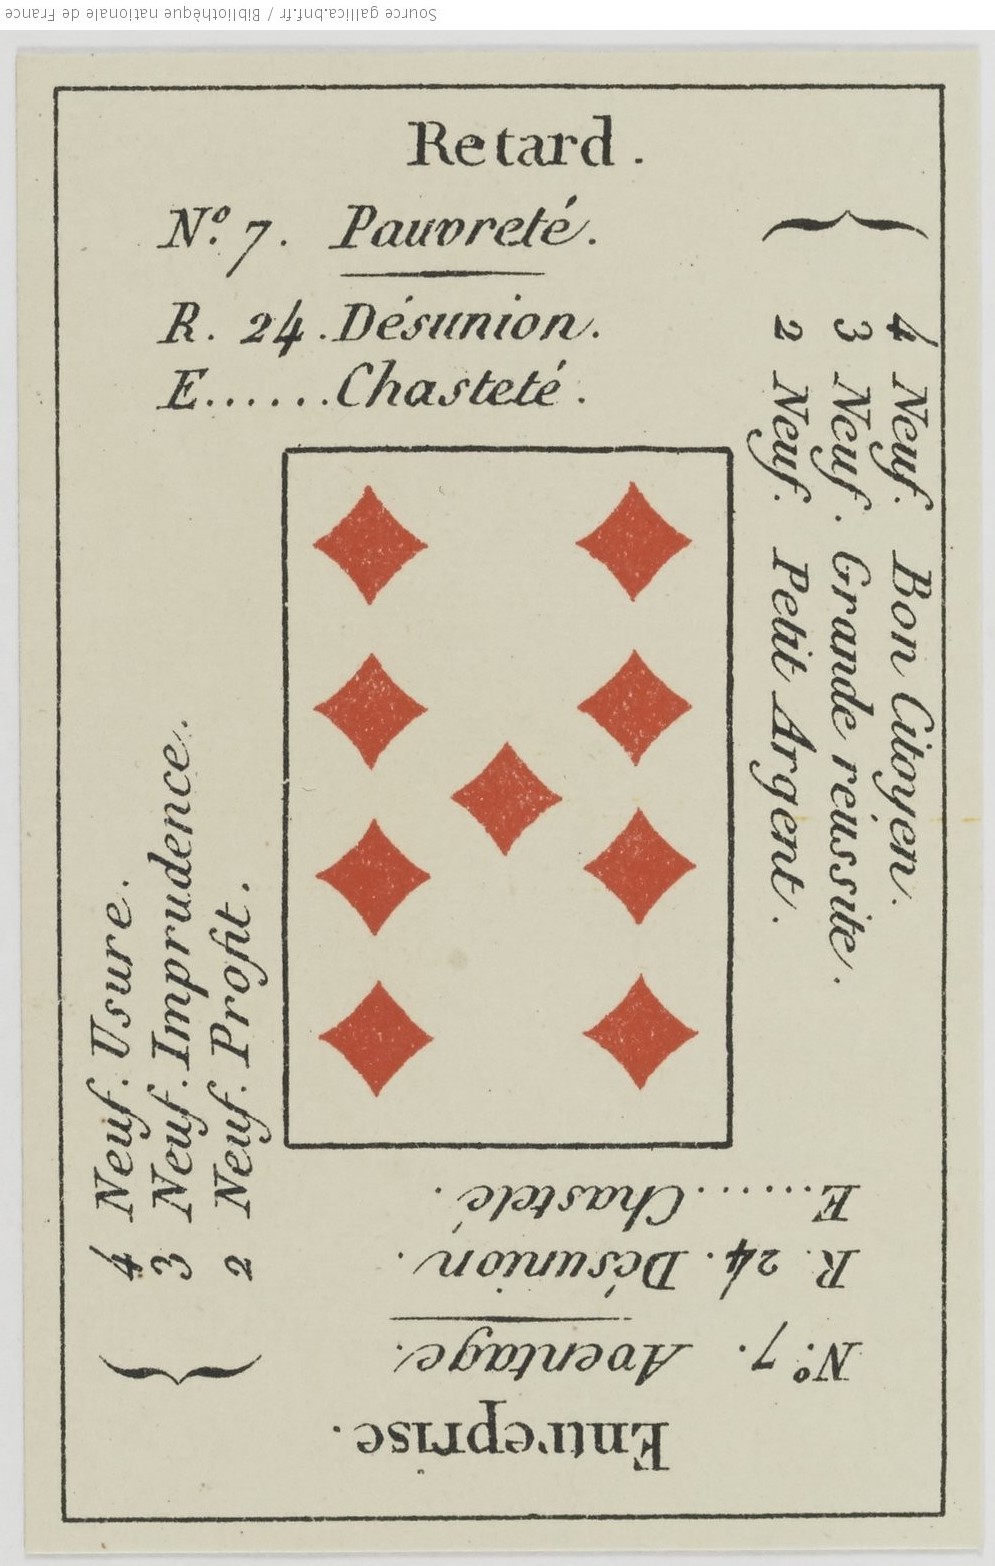 Source gallica.bnf.fr / Bibliothèque nationale de France
Retard.
Nº. 7. Pauvreté.
R. 24. Désunion.
E......Chasteté.
4 Neuf. Bon Citoyen.
3 Neuf. Grande reussite.
2 Neuf. Petit Argent.
4 Neuf. Usure.
3 Neuf. Imprudence.
2 Neuf. Profit.
Entreprise.
Nº. 7. Aventage.
R. 24. Désunion.
E......Chasteté.